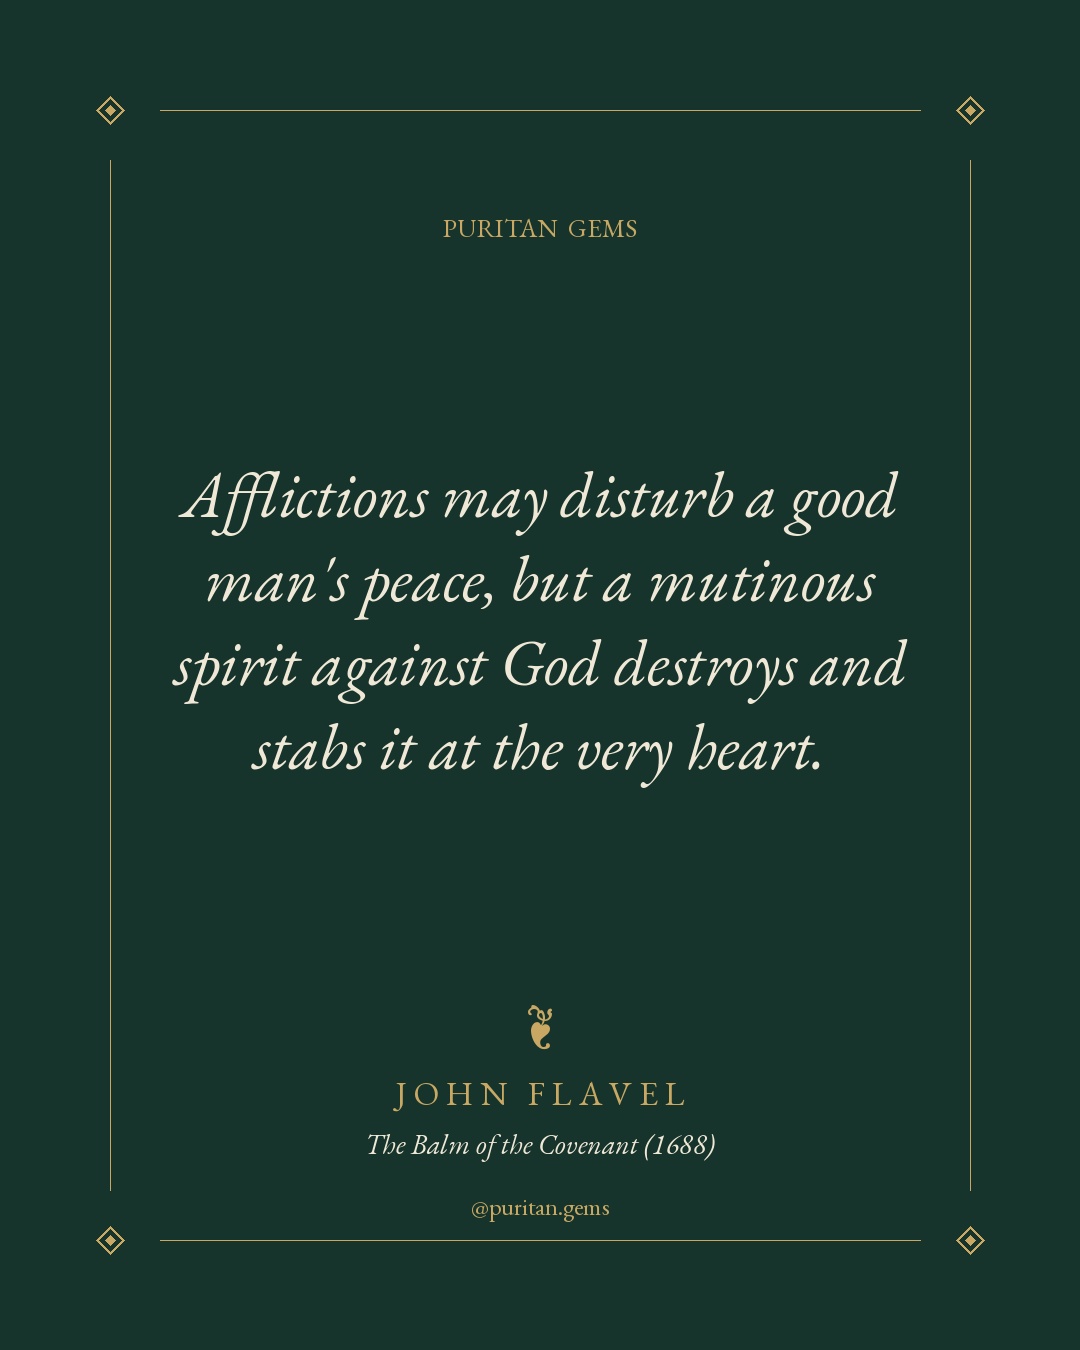 PURITAN GEMS
Afflictions may disturb a good
man's peace, but a mutinous
spirit against God destroys and
stabs it at the very heart.
JOHN FLAVEL
The Balm of the Covenant (1688)
@puritan.gems